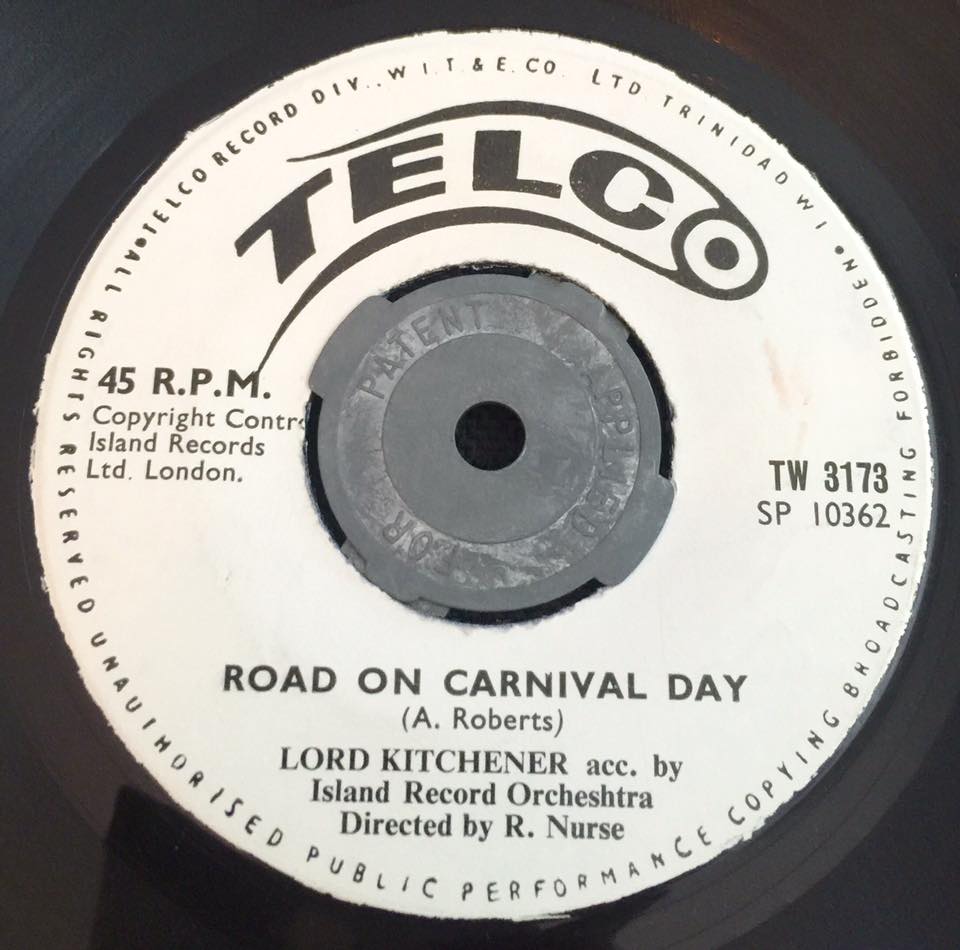 TELCO RECORD DIV., W.I.T & E. CO. LTD TRINIDAD W I •
TELCO
45 R.P.M.
Copyright Contr
Island Records
Ltd. London.
PATENT APPLIED FOR
TW 3173
SP 10362
ROAD ON CARNIVAL DAY
(A. Roberts)
LORD KITCHENER acc. by
Island Record Orcheshtra
Directed by R. Nurse
•ALL RIGHTS RESERVED UNAUTHORISED PUBLIC PERFORMANCE COPYING BROADCASTING FORBIDDEN•